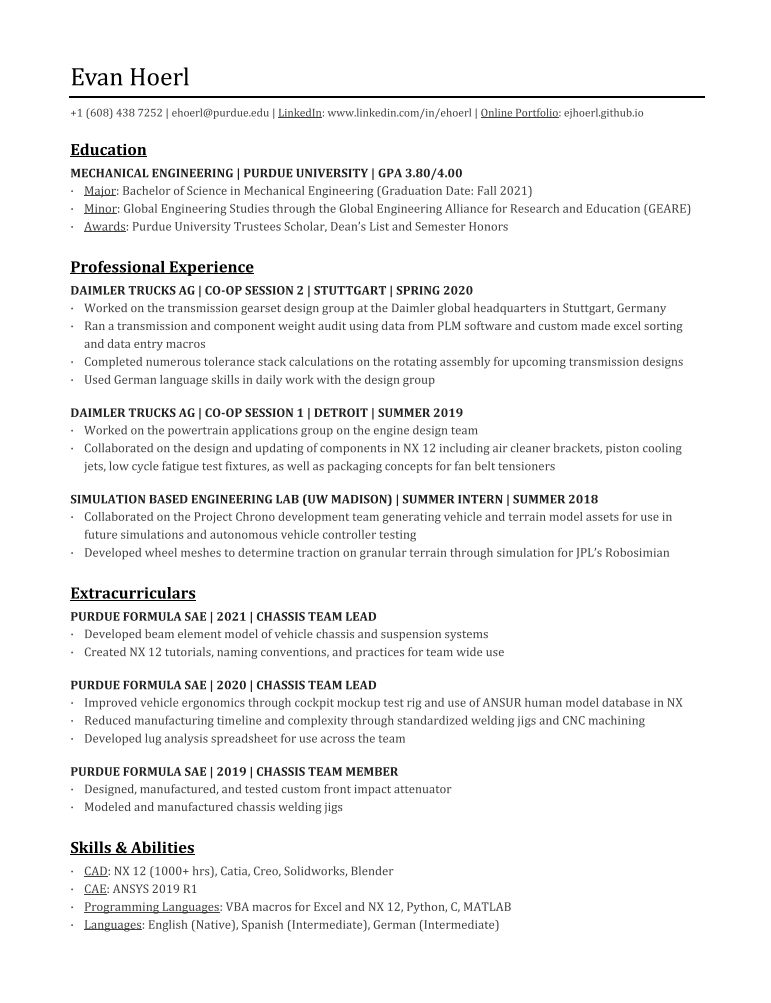 Evan Hoerl
+1 (608) 438 7252 | ehoerl@purdue.edu | LinkedIn: www.linkedin.com/in/ehoerl | Online Portfolio: ejhoerl.github.io
Education
MECHANICAL ENGINEERING | PURDUE UNIVERSITY | GPA 3.80/4.00
· Major: Bachelor of Science in Mechanical Engineering (Graduation Date: Fall 2021)
· Minor: Global Engineering Studies through the Global Engineering Alliance for Research and Education (GEARE)
· Awards: Purdue University Trustees Scholar, Dean's List and Semester Honors
Professional Experience
DAIMLER TRUCKS AG | CO-OP SESSION 2 | STUTTGART | SPRING 2020
· Worked on the transmission gearset design group at the Daimler global headquarters in Stuttgart, Germany
· Ran a transmission and component weight audit using data from PLM software and custom made excel sorting
and data entry macros
· Completed numerous tolerance stack calculations on the rotating assembly for upcoming transmission designs
· Used German language skills in daily work with the design group
DAIMLER TRUCKS AG | CO-OP SESSION 1 | DETROIT | SUMMER 2019
· Worked on the powertrain applications group on the engine design team
· Collaborated on the design and updating of components in NX 12 including air cleaner brackets, piston cooling
jets, low cycle fatigue test fixtures, as well as packaging concepts for fan belt tensioners
SIMULATION BASED ENGINEERING LAB (UW MADISON) | SUMMER INTERN | SUMMER 2018
· Collaborated on the Project Chrono development team generating vehicle and terrain model assets for use in
future simulations and autonomous vehicle controller testing
· Developed wheel meshes to determine traction on granular terrain through simulation for JPL's Robosimian
Extracurriculars
PURDUE FORMULA SAE | 2021 | CHASSIS TEAM LEAD
· Developed beam element model of vehicle chassis and suspension systems
· Created NX 12 tutorials, naming conventions, and practices for team wide use
PURDUE FORMULA SAE | 2020 | CHASSIS TEAM LEAD
· Improved vehicle ergonomics through cockpit mockup test rig and use of ANSUR human model database in NX
· Reduced manufacturing timeline and complexity through standardized welding jigs and CNC machining
· Developed lug analysis spreadsheet for use across the team
PURDUE FORMULA SAE | 2019 | CHASSIS TEAM MEMBER
· Designed, manufactured, and tested custom front impact attenuator
· Modeled and manufactured chassis welding jigs
Skills & Abilities
· CAD: NX 12 (1000+ hrs), Catia, Creo, Solidworks, Blender
· CAE: ANSYS 2019 R1
· Programming Languages: VBA macros for Excel and NX 12, Python, C, MATLAB
· Languages: English (Native), Spanish (Intermediate), German (Intermediate)